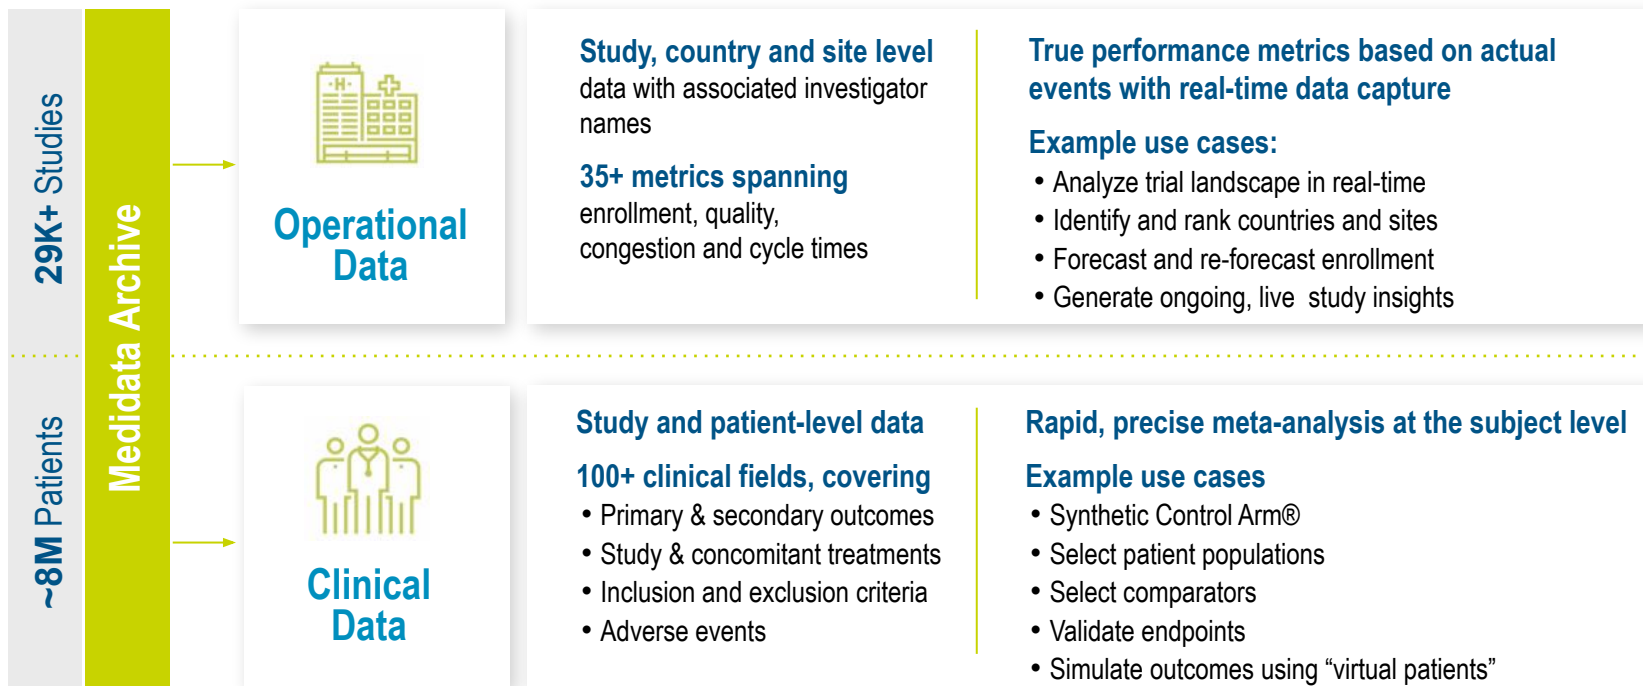 29K+ Studies
~8M Patients
Medidata Archive
·H·
Operational
Data
Study, country and site level
data with associated investigator
names
35+ metrics spanning
enrollment, quality,
congestion and cycle times
True performance metrics based on actual
events with real-time data capture
Example use cases:
• Analyze trial landscape in real-time
• Identify and rank countries and sites
• Forecast and re-forecast enrollment
• Generate ongoing, live study insights
Clinical
Data
Study and patient-level data
100+ clinical fields, covering
• Primary & secondary outcomes
• Study & concomitant treatments
• Inclusion and exclusion criteria
• Adverse events
Rapid, precise meta-analysis at the subject level
Example use cases
• Synthetic Control Arm®
• Select patient populations
• Select comparators
• Validate endpoints
• Simulate outcomes using “virtual patients”